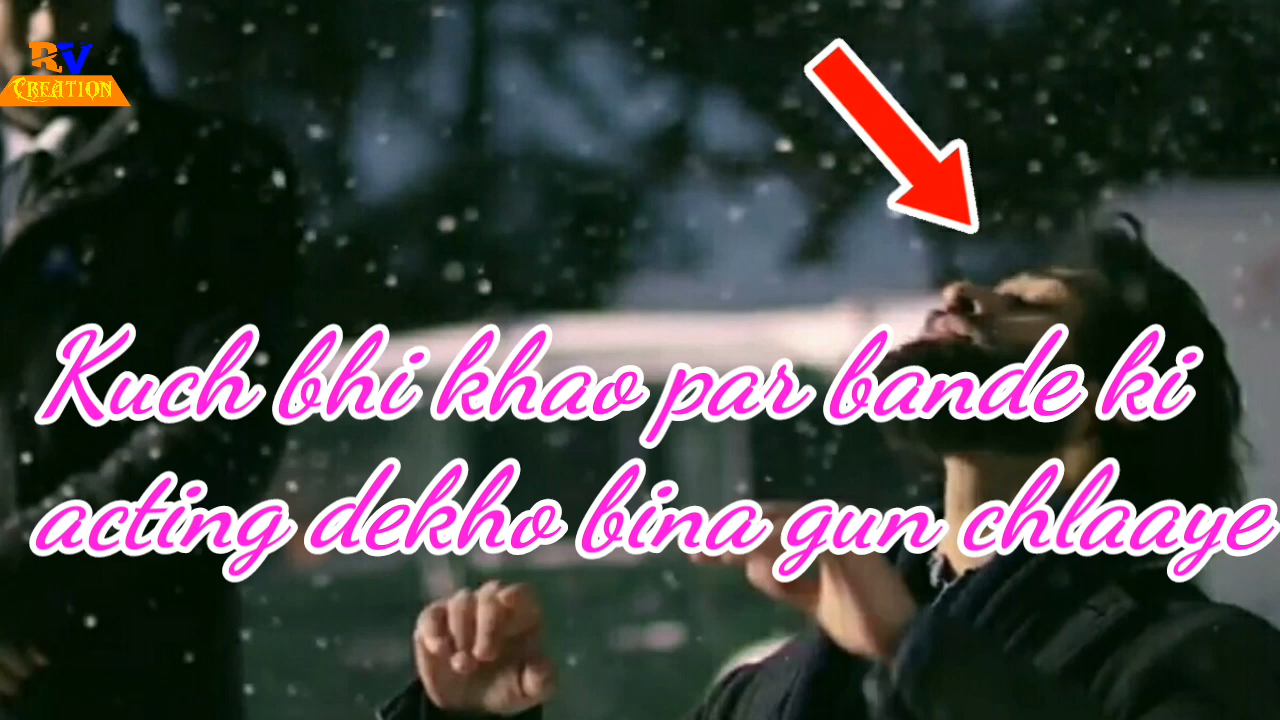 RV
CREATION
Kuch bhi khao par bande ki
acting dekho bina gun chlaaye